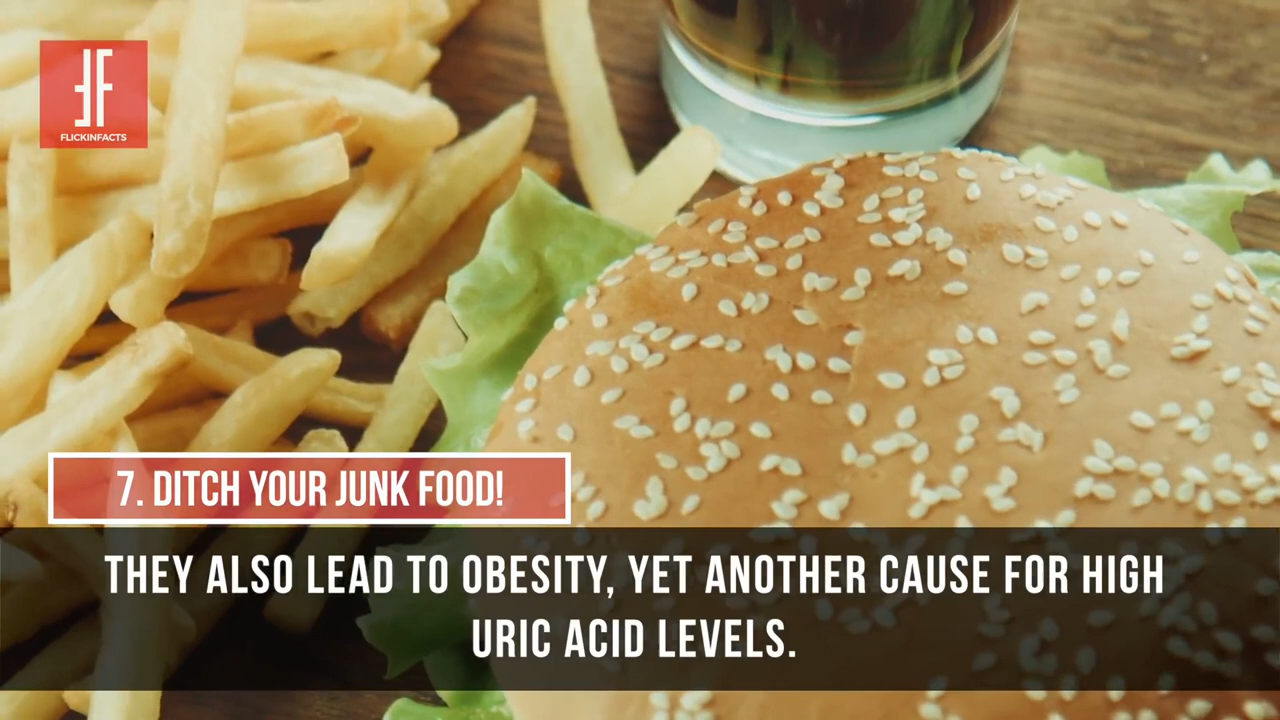 FLICKINFACTS
7. DITCH YOUR JUNK FOOD!
THEY ALSO LEAD TO OBESITY, YET ANOTHER CAUSE FOR HIGH
URIC ACID LEVELS.